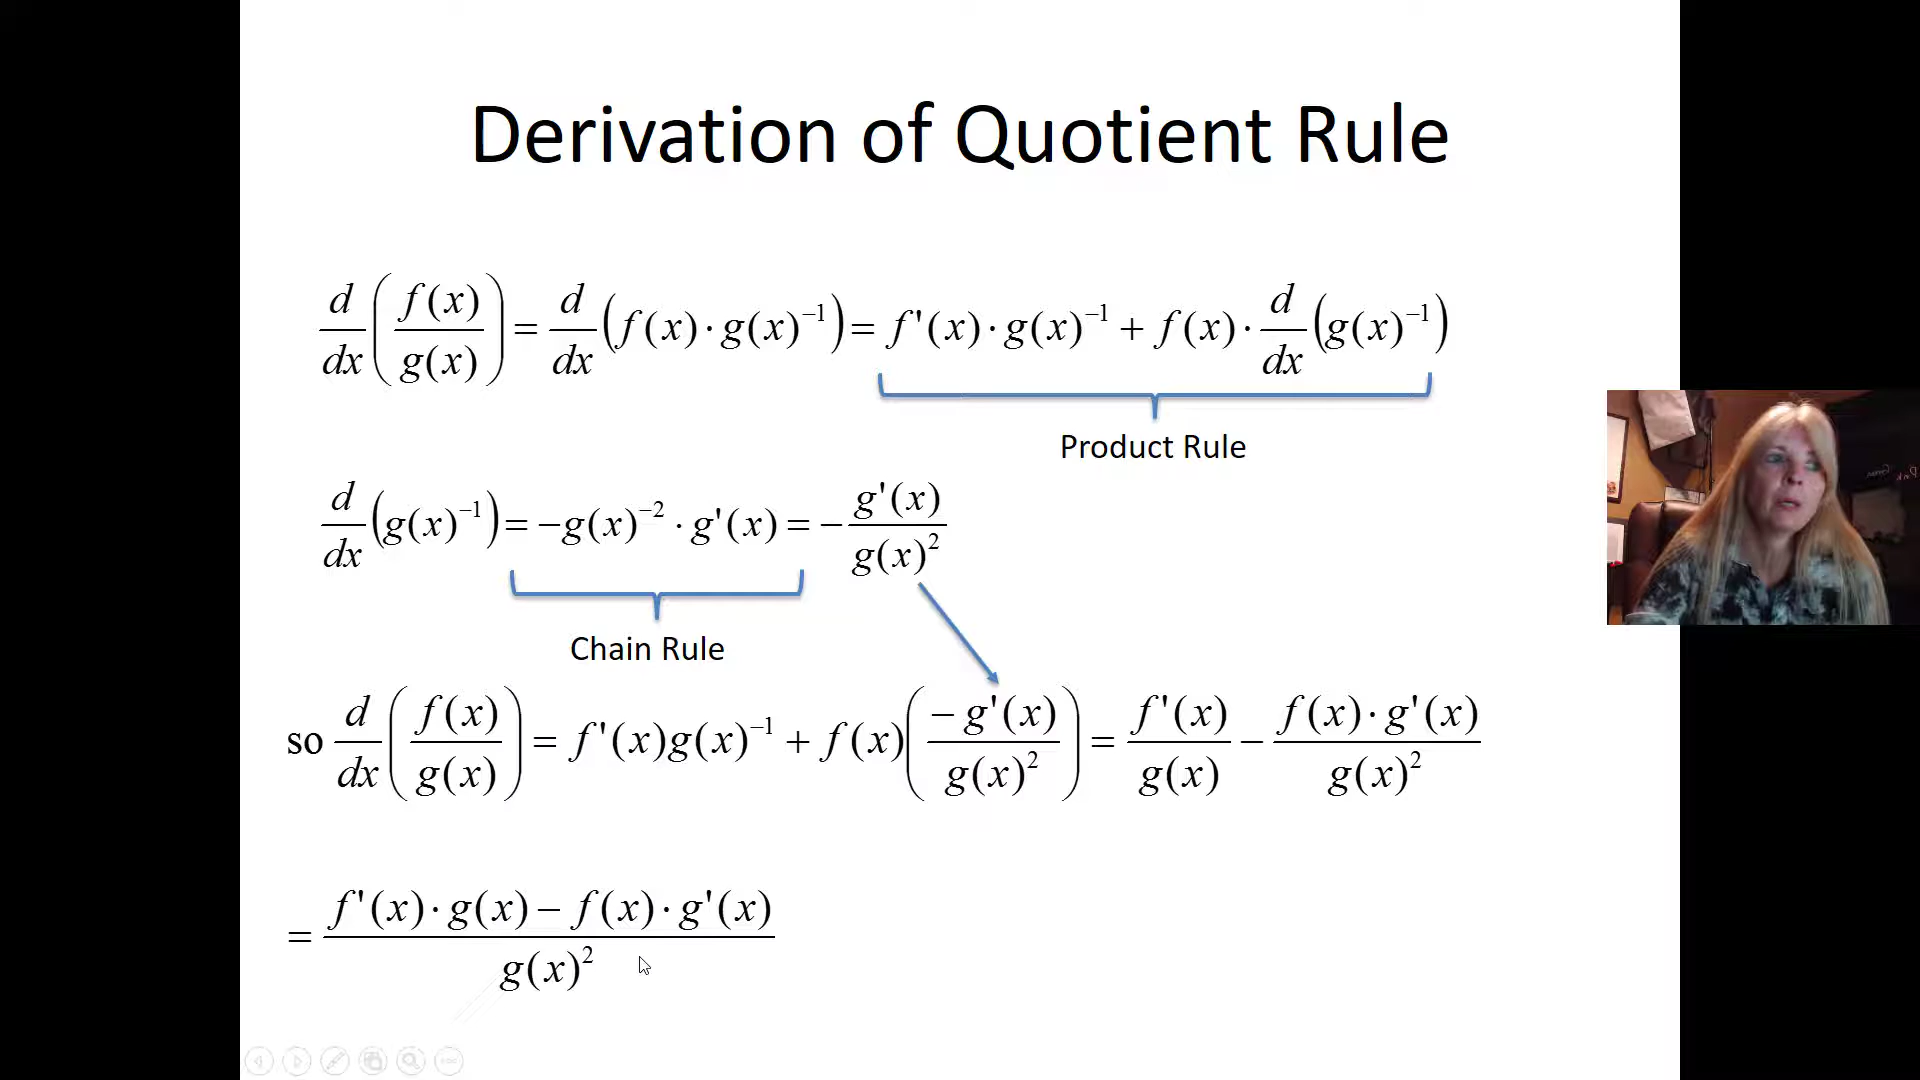 Derivation of Quotient Rule
d/dx (f(x)/g(x)) = d/dx (f(x)·g(x)⁻¹) = f'(x)·g(x)⁻¹ + f(x)·d/dx (g(x)⁻¹)
Product Rule
d/dx (g(x)⁻¹) = −g(x)⁻²·g'(x) = −g'(x)/g(x)²
Chain Rule
so d/dx (f(x)/g(x)) = f'(x)g(x)⁻¹ + f(x)(−g'(x)/g(x)²) = f'(x)/g(x) − f(x)·g'(x)/g(x)²
= (f'(x)·g(x) − f(x)·g'(x))/g(x)²